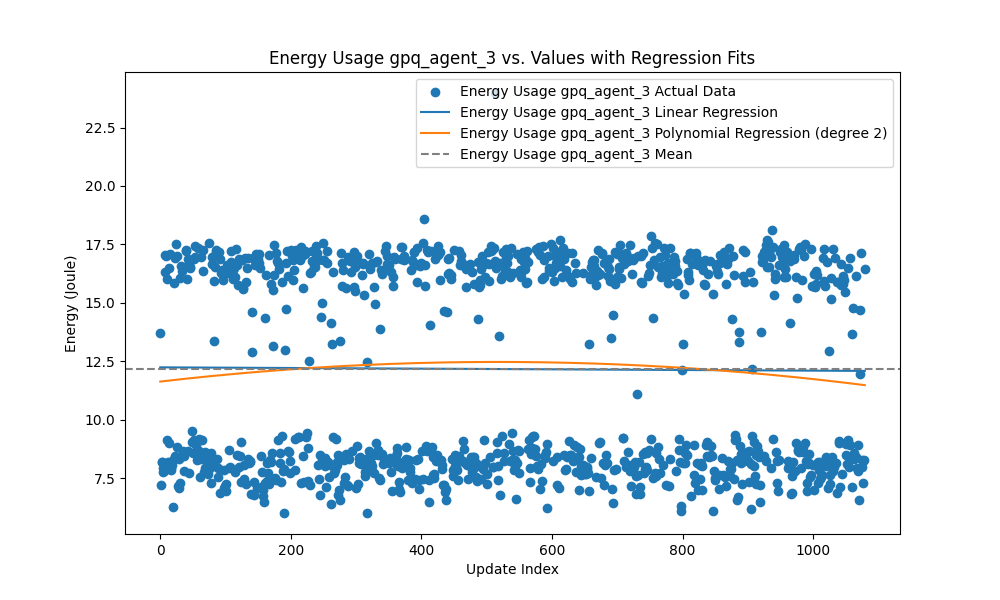 Energy Usage gpq_agent_3 vs. Values with Regression Fits
Energy Usage gpq_agent_3 Actual Data
Energy Usage gpq_agent_3 Linear Regression
Energy Usage gpq_agent_3 Polynomial Regression (degree 2)
Energy Usage gpq_agent_3 Mean
Energy (Joule)
22.5
20.0
17.5
15.0
12.5
10.0
7.5
0 200 400 600 800 1000
Update Index